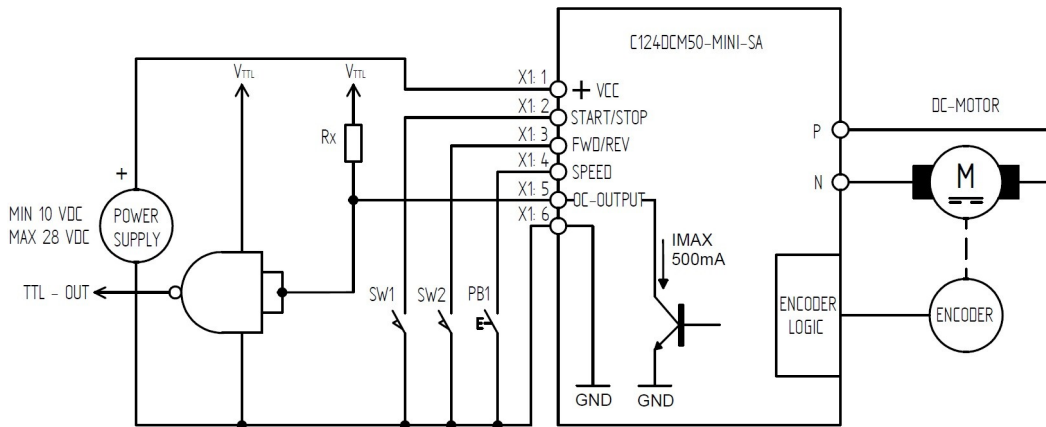 C124DCM50-MINI-SA
VTTL
VTTL
X1: 1
+ VCC
X1: 2
START/STOP
DC-MOTOR
Rx
X1: 3
FWD/REV
P
X1: 4
SPEED
+
X1: 5
OC-OUTPUT
N
M
MIN 10 VDC
MAX 28 VDC
POWER
SUPPLY
X1: 6
IMAX
500mA
TTL - OUT
SW1
SW2
PB1
E
ENCODER
LOGIC
ENCODER
GND
GND